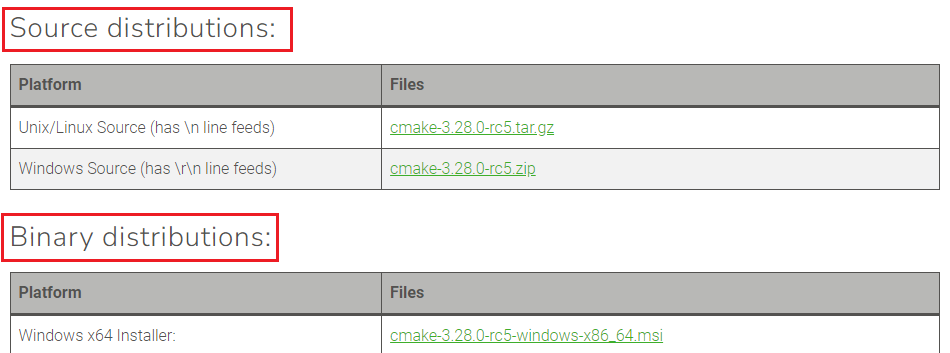 Source distributions:
Platform Files
Unix/Linux Source (has \n line feeds) cmake-3.28.0-rc5.tar.gz
Windows Source (has \r\n line feeds) cmake-3.28.0-rc5.zip
Binary distributions:
Platform Files
Windows x64 Installer: cmake-3.28.0-rc5-windows-x86_64.msi